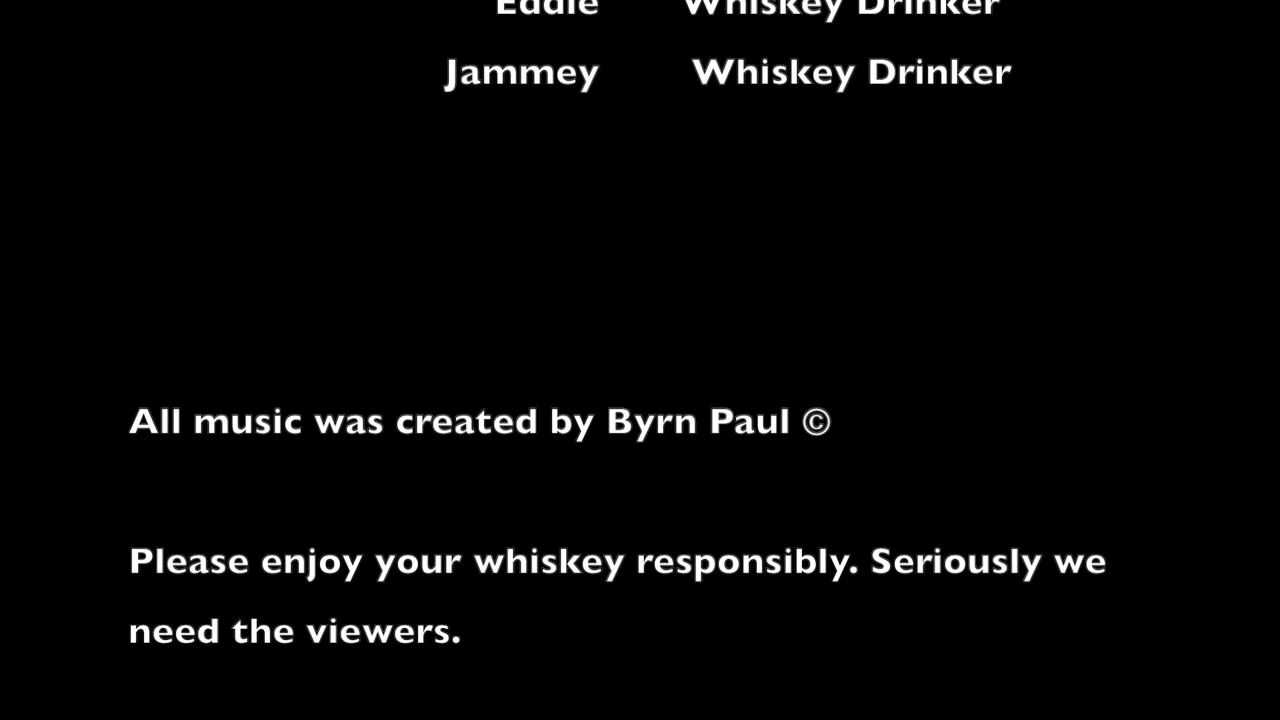 Eddie Whiskey Drinker
Jammey Whiskey Drinker
All music was created by Byrn Paul ©
Please enjoy your whiskey responsibly. Seriously we
need the viewers.